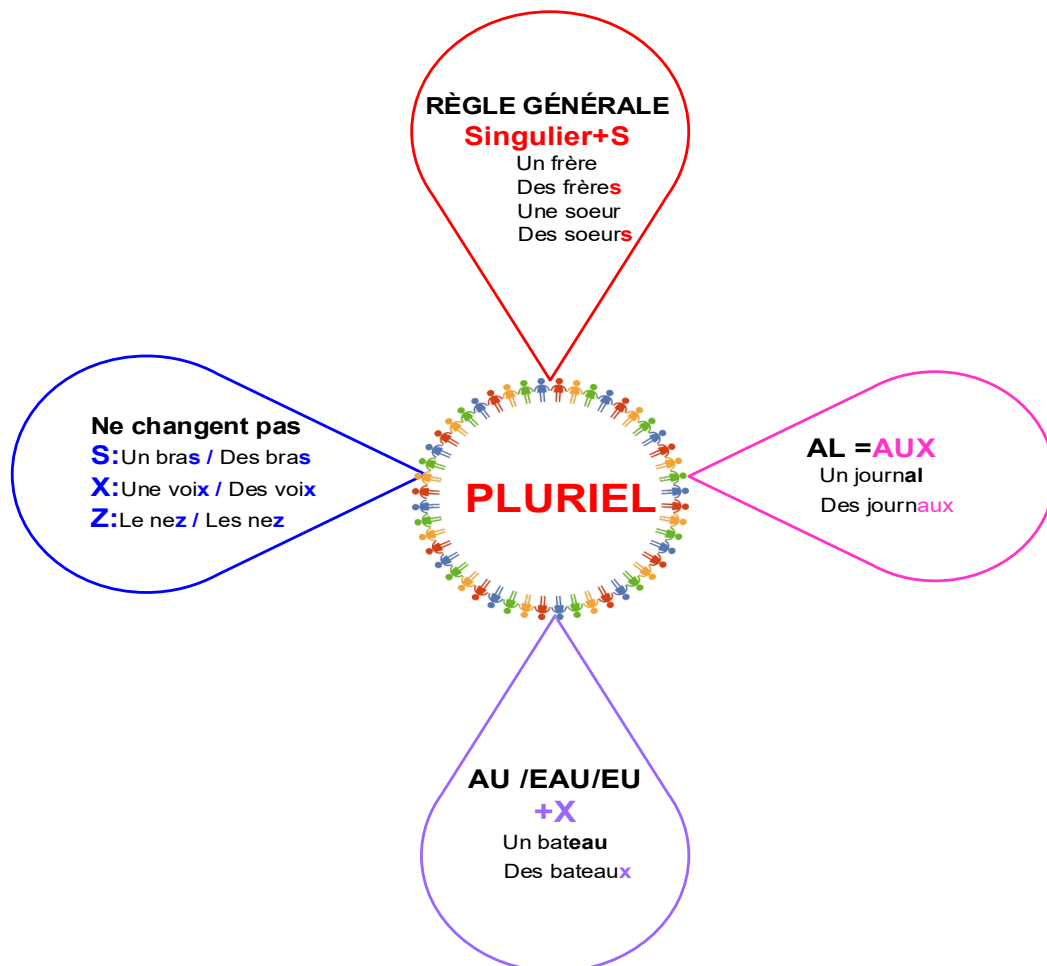 RÈGLE GÉNÉRALE
Singulier+S
Un frère
Des frères
Une soeur
Des soeurs
Ne changent pas
S:Un bras / Des bras
X:Une voix / Des voix
Z:Le nez / Les nez
PLURIEL
AL =AUX
Un journal
Des journaux
AU /EAU/EU
+X
Un bateau
Des bateaux